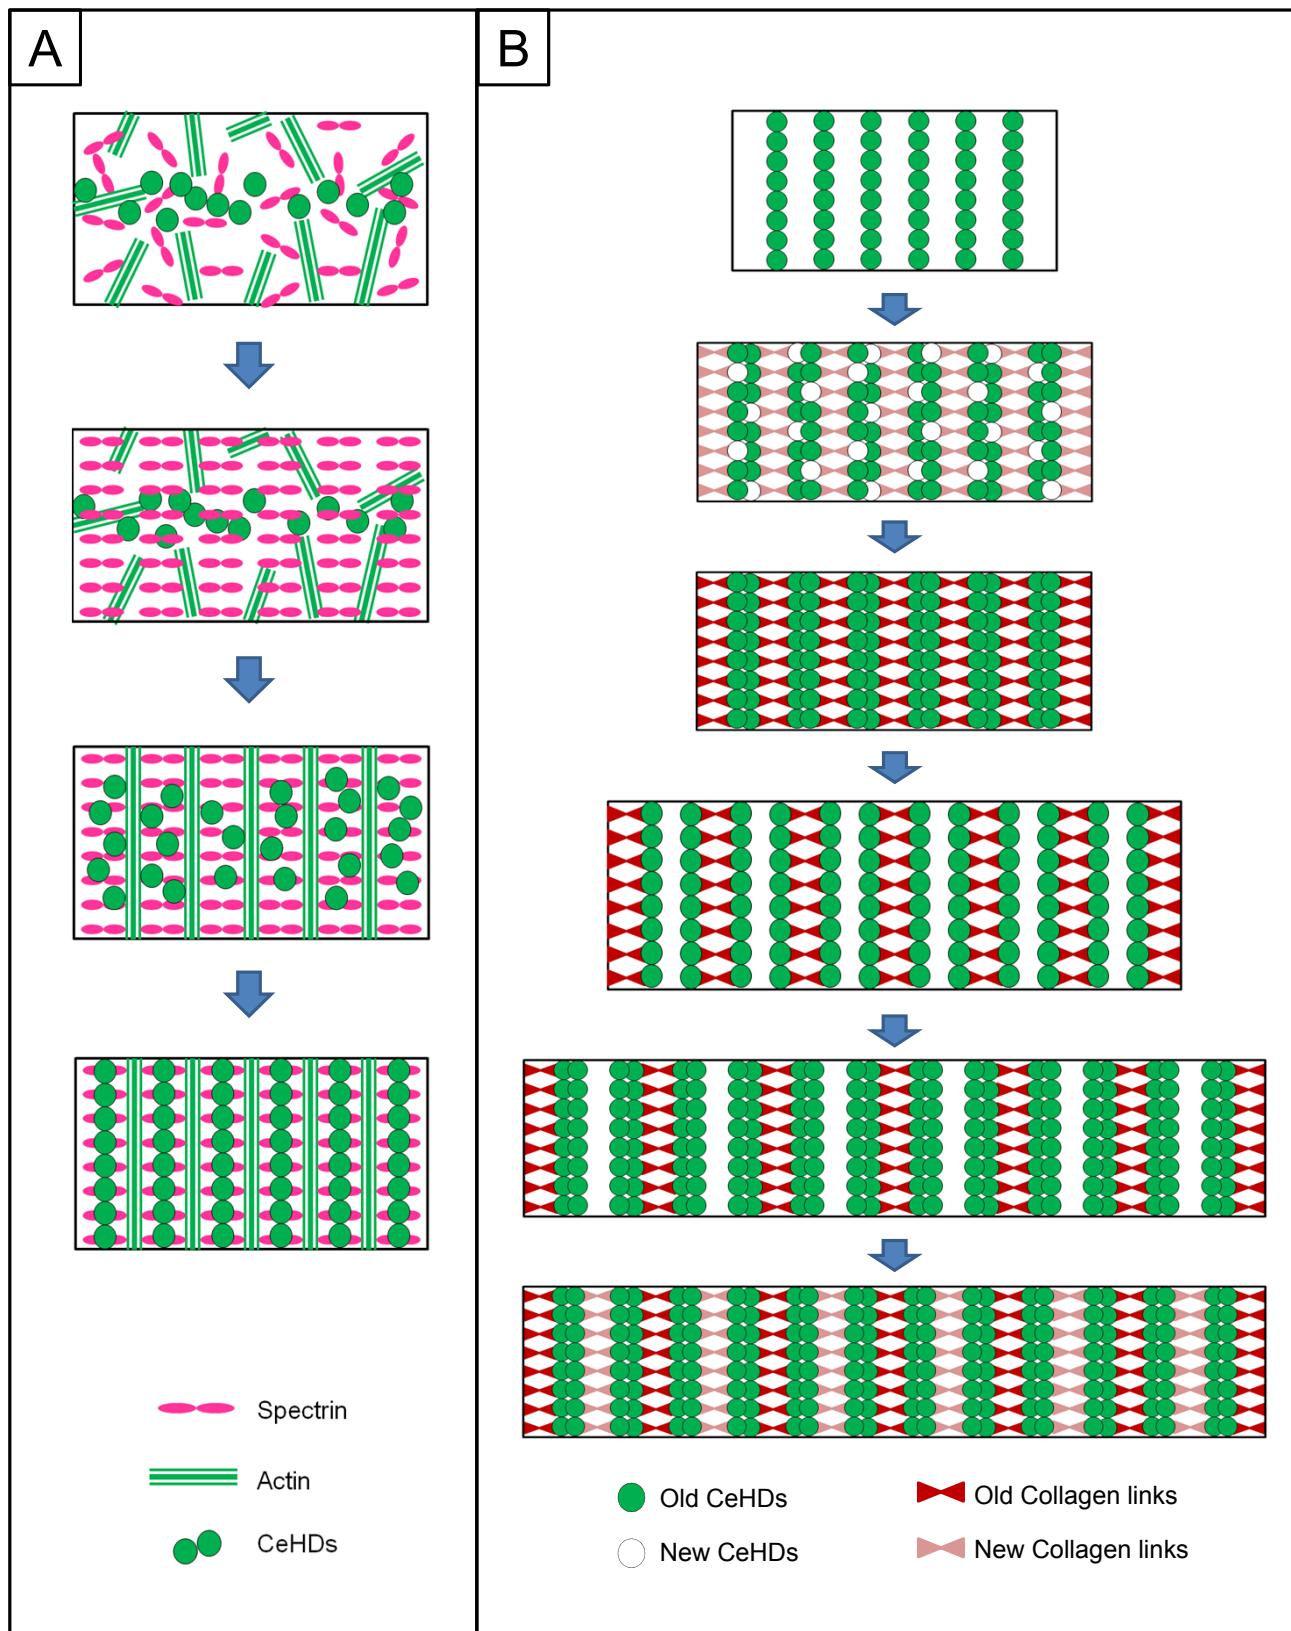 A
B
Spectrin
Actin
CeHDs
Old CeHDs
New CeHDs
Old Collagen links
New Collagen links